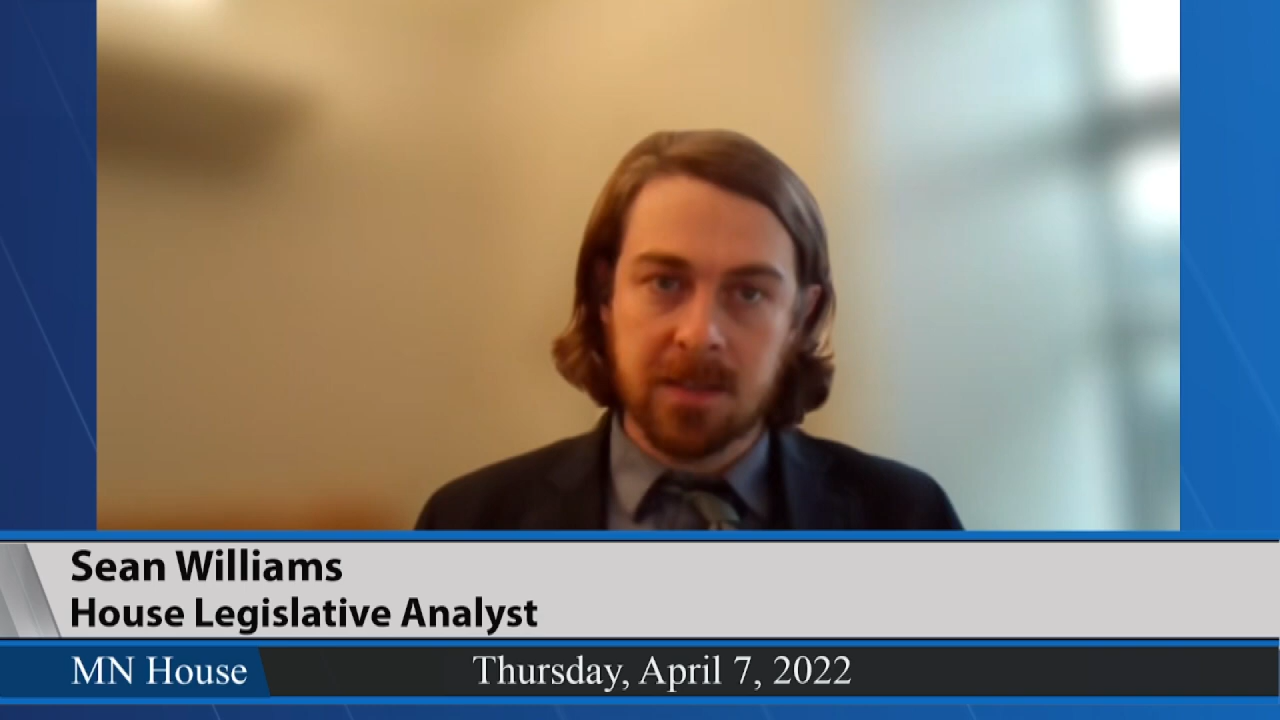 Sean Williams
House Legislative Analyst
MN House
Thursday, April 7, 2022